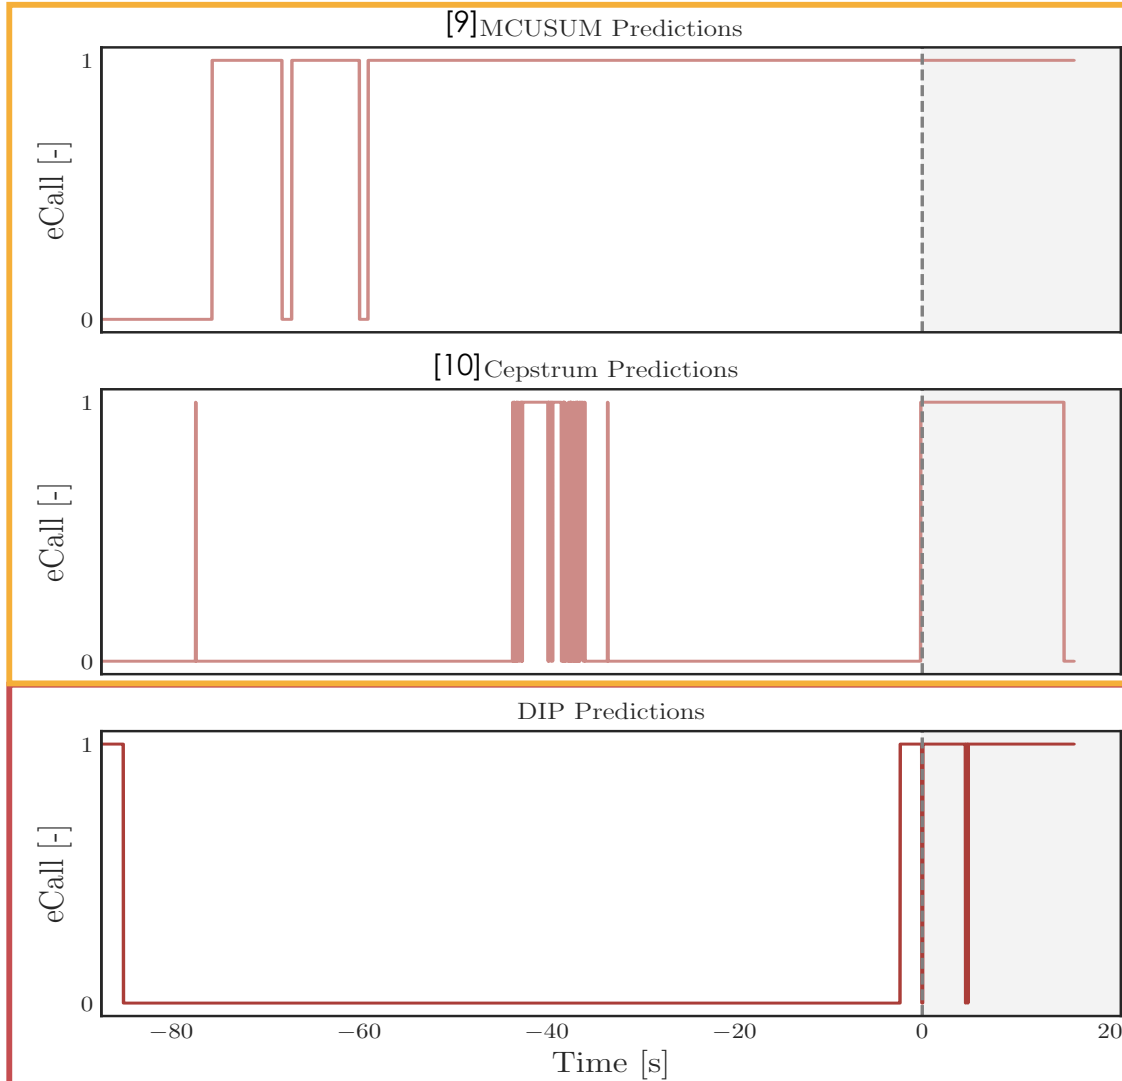 [9]MCUSUM Predictions
1
eCall [-]
0
[10]Cepstrum Predictions
1
eCall [-]
0
DIP Predictions
1
eCall [-]
0
−80 −60 −40 −20 0 20
Time [s]